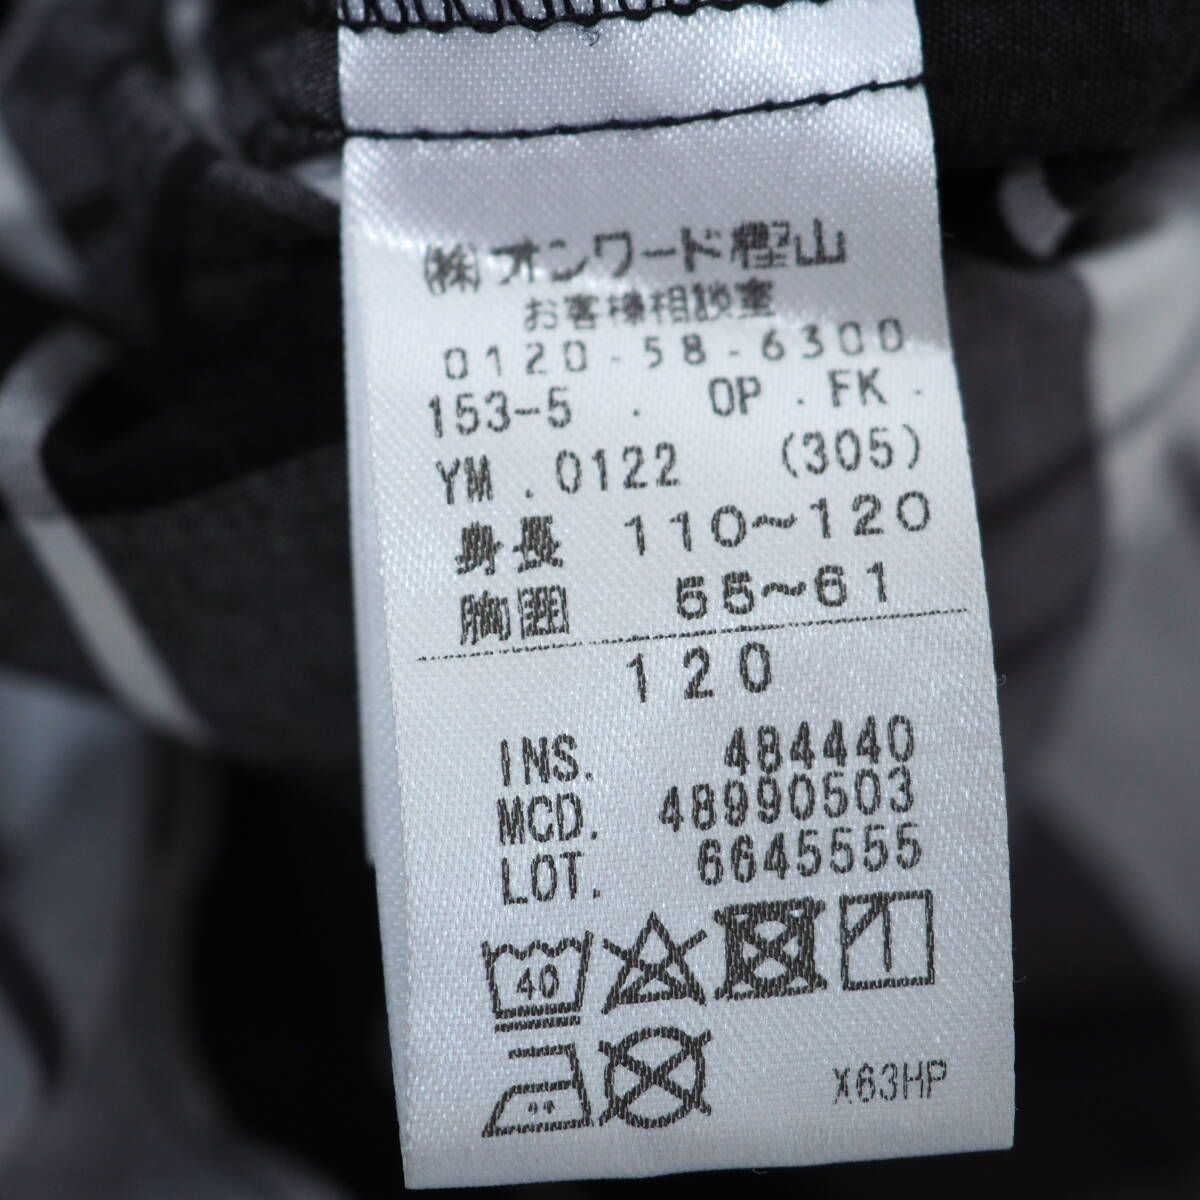 ㈱オンワード樫山
お客様相談室
0120-58-6300
153-5 . OP . FK .
YM . 0122 (305)
身長 110～120
胸囲 55～61
120
INS. 484440
MCD. 48990503
LOT. 6645555
40
X63HP